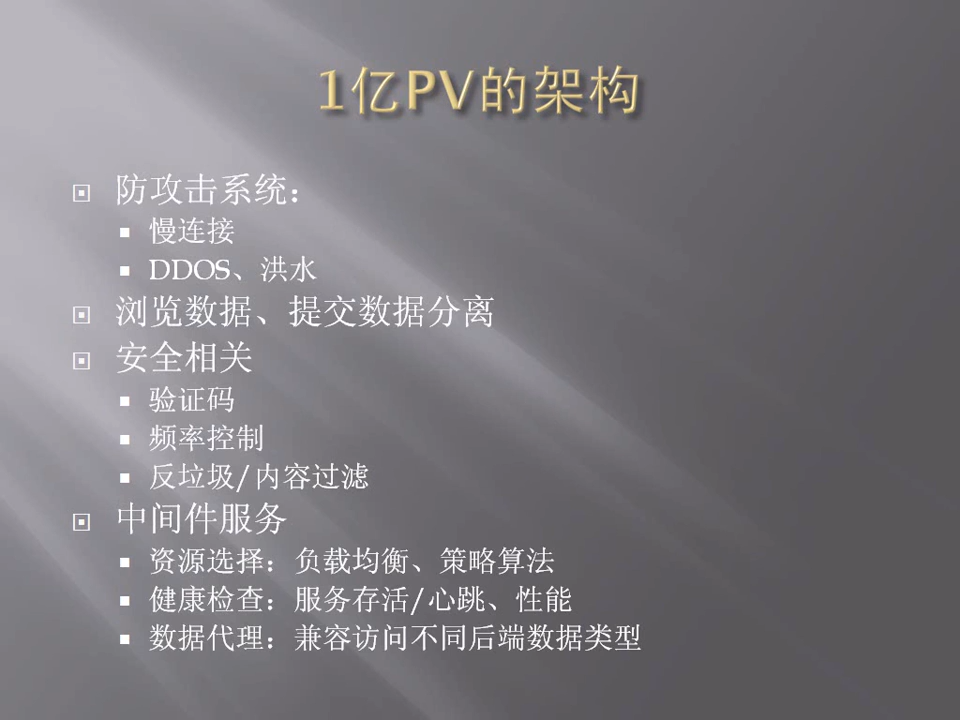 1亿PV的架构
防攻击系统：
慢连接
DDOS、洪水
浏览数据、提交数据分离
安全相关
验证码
频率控制
反垃圾/内容过滤
中间件服务
资源选择：负载均衡、策略算法
健康检查：服务存活/心跳、性能
数据代理：兼容访问不同后端数据类型